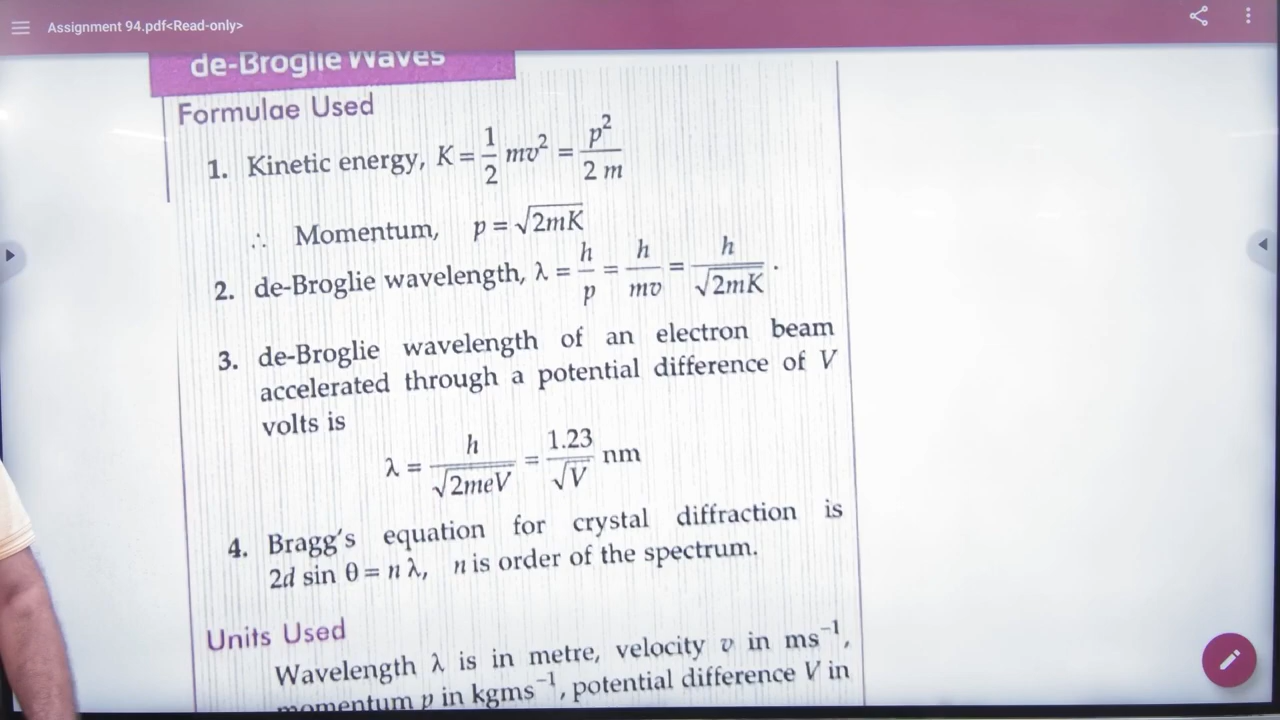 Assignment 94.pdf<Read-only>
de-Broglie Waves
Formulae Used
1. Kinetic energy, K = 1/2 mv² = p²/2 m
∴ Momentum, p = √2mK
2. de-Broglie wavelength, λ = h/p = h/mv = h/√2mK .
3. de-Broglie wavelength of an electron beam
accelerated through a potential difference of V
volts is
λ = h/√2meV = 1.23/√V nm
4. Bragg's equation for crystal diffraction is
2d sin θ = n λ, n is order of the spectrum.
Units Used
Wavelength λ is in metre, velocity v in ms⁻¹,
momentum p in kgms⁻¹, potential difference V in